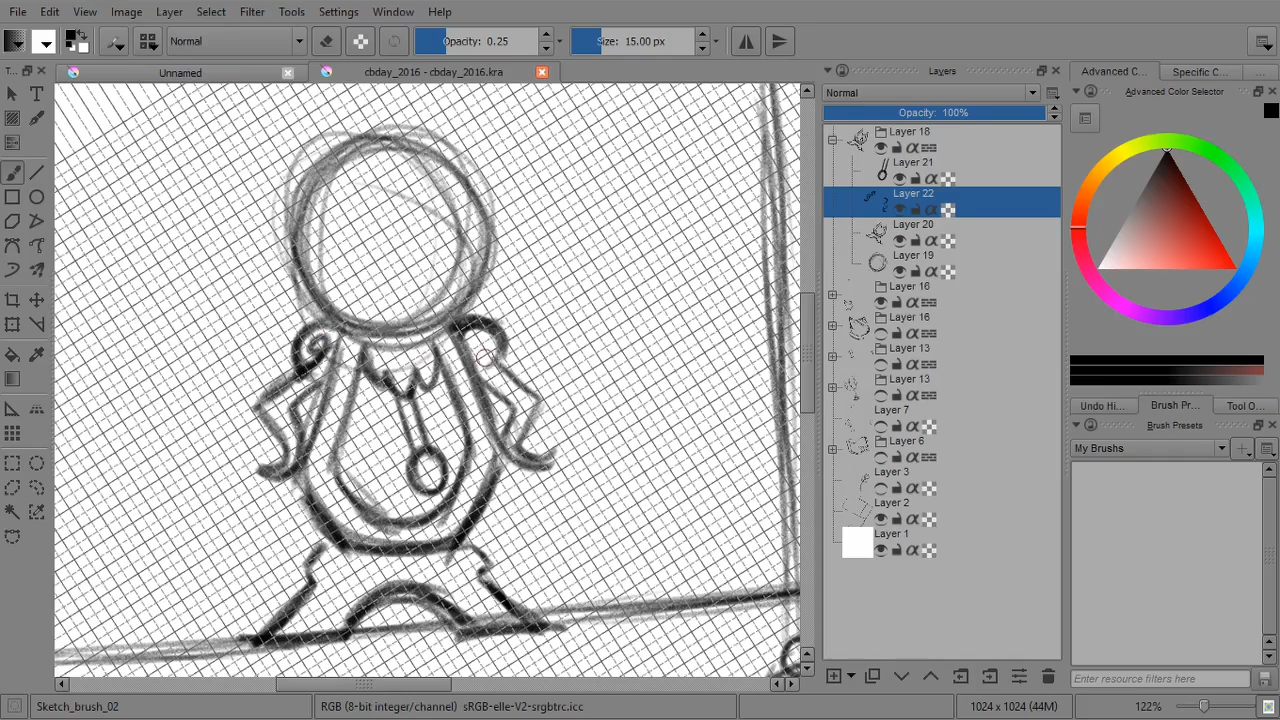 File Edit View Image Layer Select Filter Tools Settings Window Help
Normal Opacity: 0.25 Size: 15.00 px
T... Unnamed cbday_2016 - cbday_2016.kra Layers Advanced C... Specific C... ...
Normal Advanced Color Selector
Opacity: 100%
Layer 18
Layer 21
Layer 22
Layer 20
Layer 19
Layer 16
Layer 16
Layer 13
Layer 13
Layer 7
Layer 6
Layer 3
Layer 2
Layer 1
Undo Hi... Brush Pr... Tool O...
Brush Presets
My Brushs
Enter resource filters here
Sketch_brush_02 RGB (8-bit integer/channel) sRGB-elle-V2-srgbtrc.icc 1024 x 1024 (44M) 122%